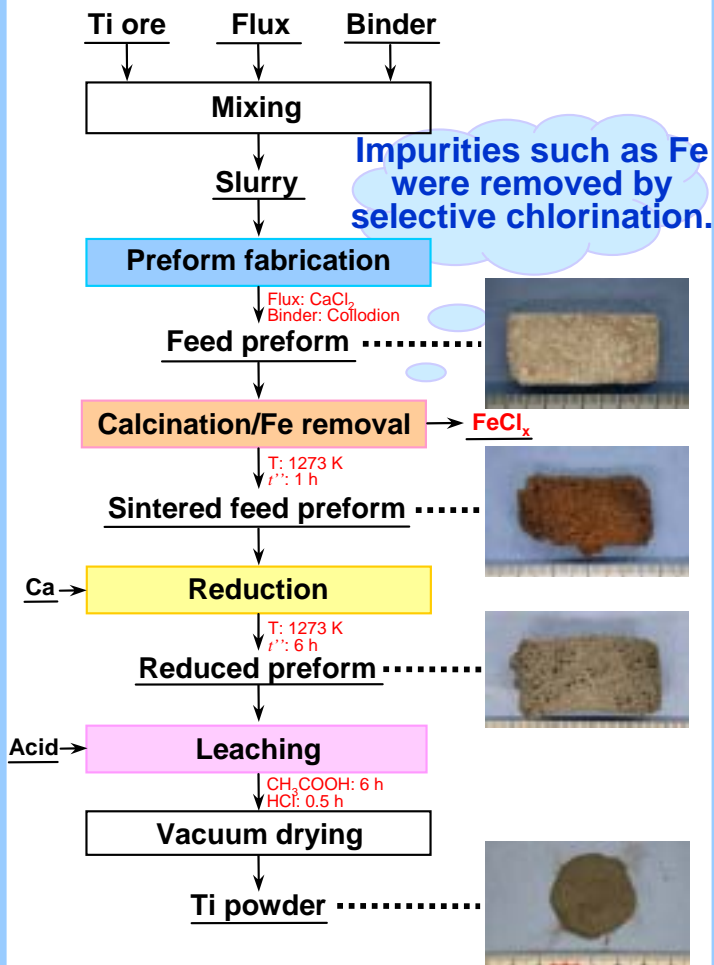 Ti ore Flux Binder
Mixing
Impurities such as Fe
were removed by
selective chlorination.
Slurry
Preform fabrication
Flux: CaCl₂
Binder: Collodion
Feed preform
Calcination/Fe removal
FeClₓ
T: 1273 K
t'': 1 h
Sintered feed preform
Ca
Reduction
T: 1273 K
t'': 6 h
Reduced preform
Acid
Leaching
CH₃COOH: 6 h
HCl: 0.5 h
Vacuum drying
Ti powder